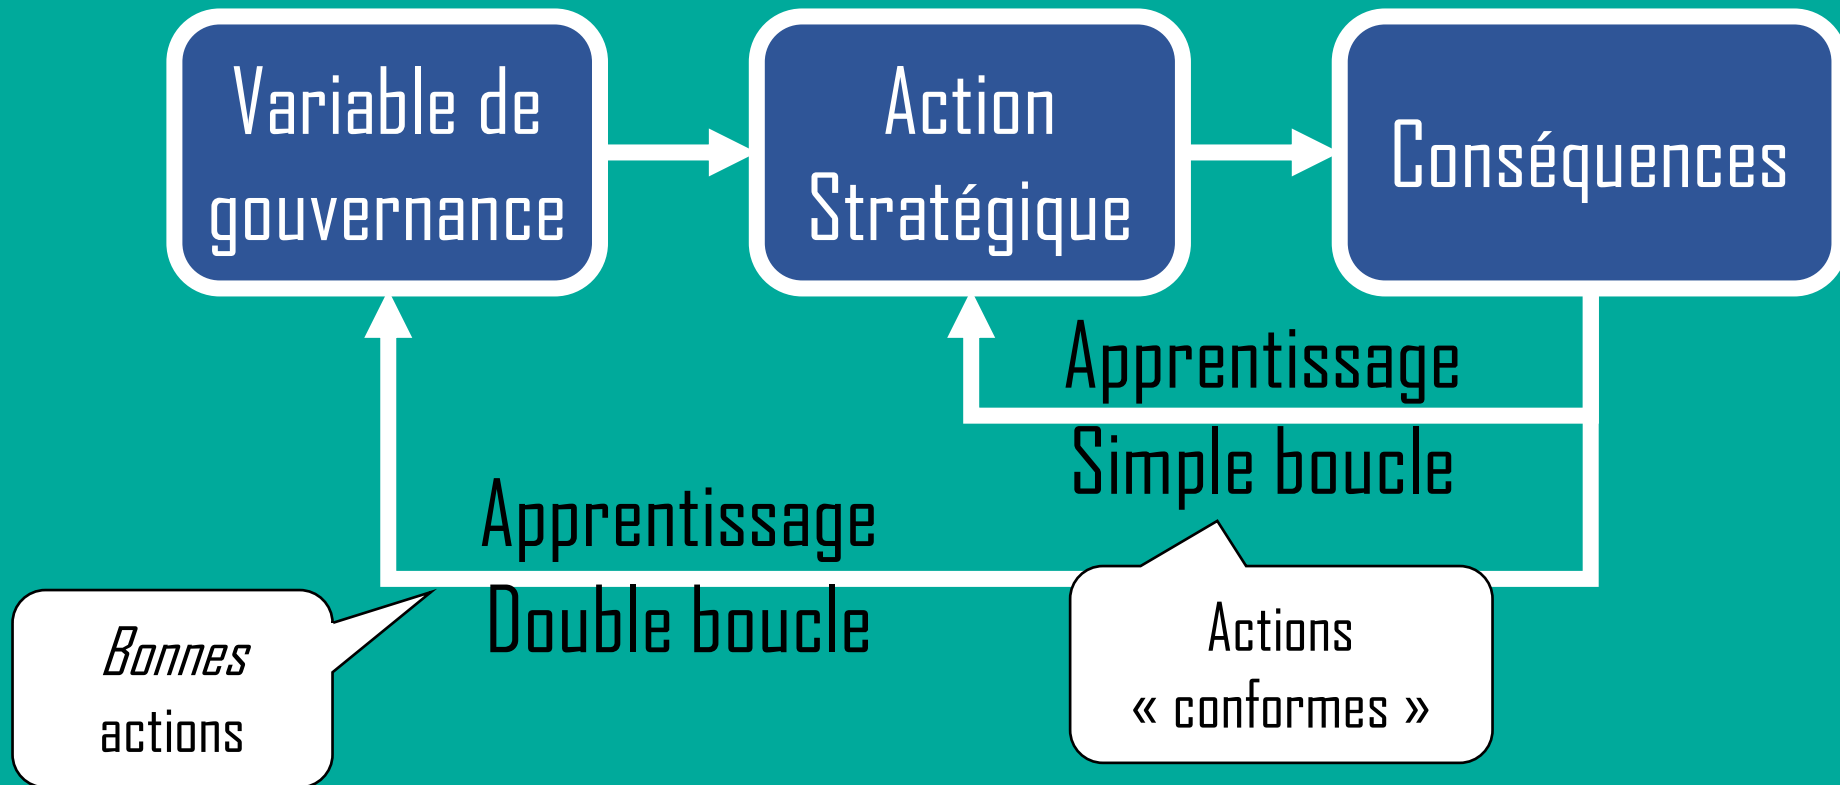 Variable de
gouvernance
Action
Stratégique
Conséquences
Apprentissage
Simple boucle
Apprentissage
Double boucle
Bonnes
actions
Actions
« conformes »